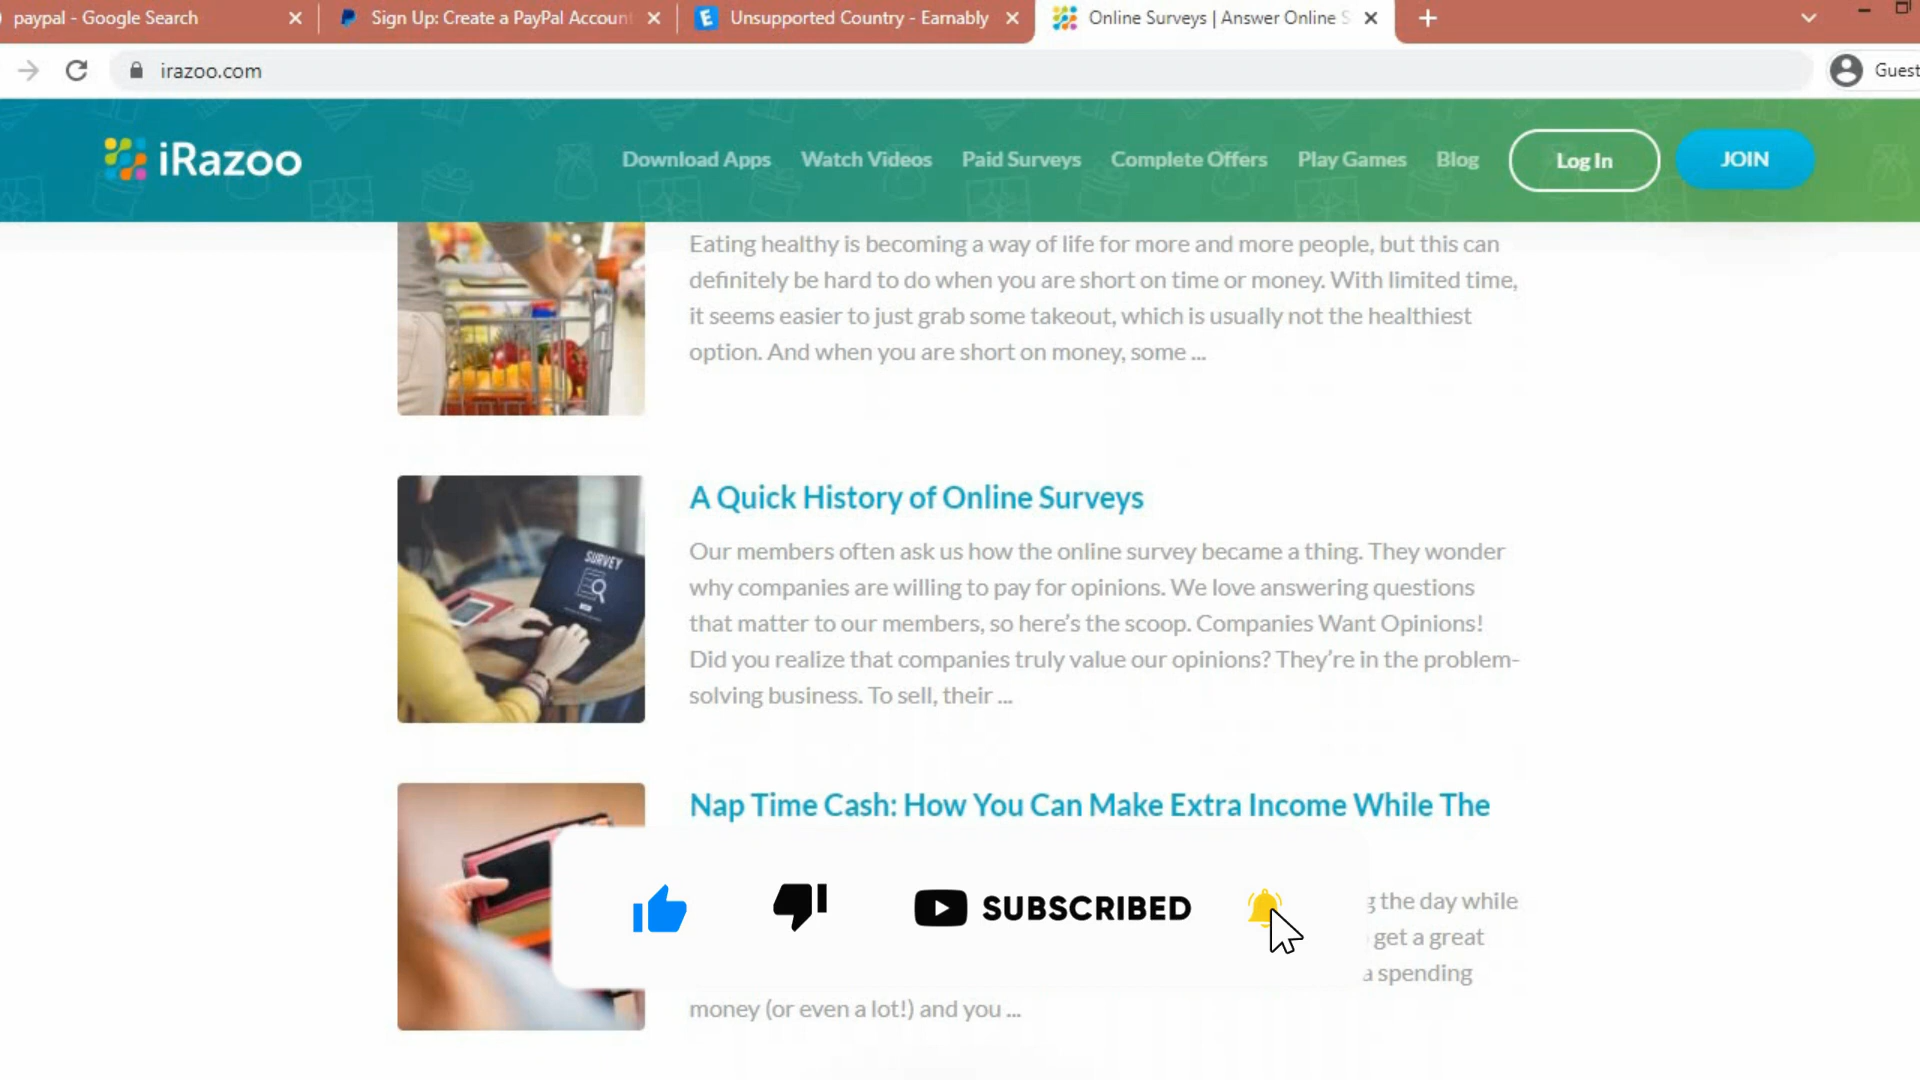 paypal - Google Search
Sign Up: Create a PayPal Account
Unsupported Country - Earnably
Online Surveys | Answer Online S
irazoo.com
Guest
iRazoo
Download Apps
Watch Videos
Paid Surveys
Complete Offers
Play Games
Blog
Log In
JOIN
Eating healthy is becoming a way of life for more and more people, but this can
definitely be hard to do when you are short on time or money. With limited time,
it seems easier to just grab some takeout, which is usually not the healthiest
option. And when you are short on money, some ...
SURVEY
A Quick History of Online Surveys
Our members often ask us how the online survey became a thing. They wonder
why companies are willing to pay for opinions. We love answering questions
that matter to our members, so here's the scoop. Companies Want Opinions!
Did you realize that companies truly value our opinions? They're in the problem-
solving business. To sell, their ...
Nap Time Cash: How You Can Make Extra Income While The
the day while
get a great
a spending
money (or even a lot!) and you ...
SUBSCRIBED